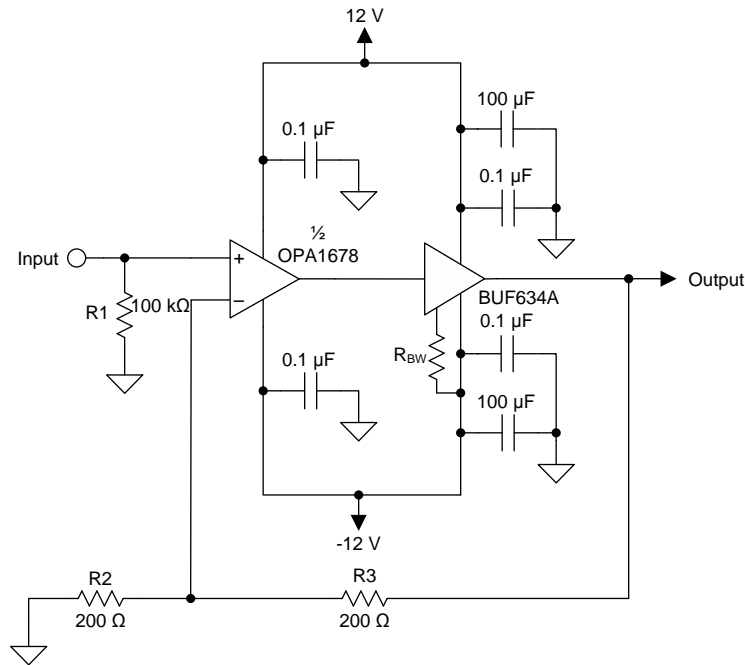 12 V
100 µF
0.1 µF
0.1 µF
½
OPA1678
Input
+
−
R1
100 kΩ
Output
BUF634A
0.1 µF
RBW
0.1 µF
100 µF
-12 V
R2
200 Ω
R3
200 Ω